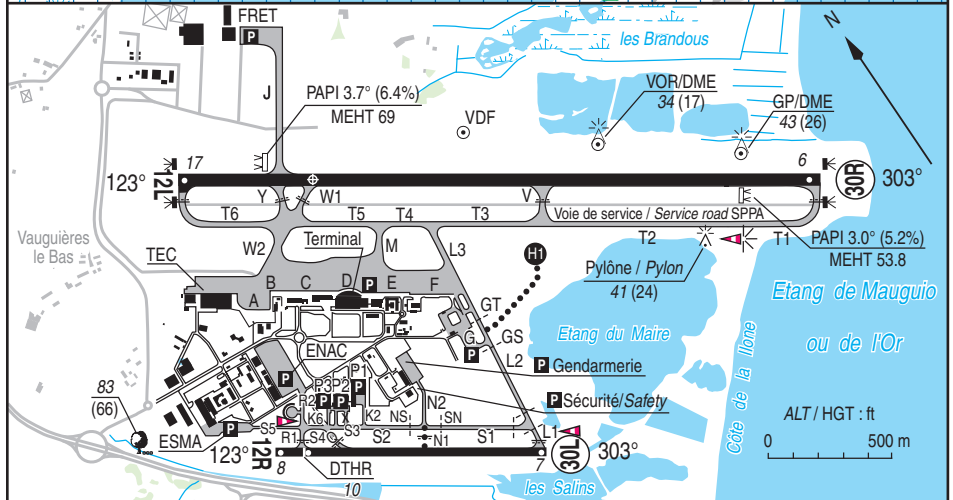 FRET
P
J
PAPI 3.7° (6.4%)
MEHT 69
VDF
les Brandous
VOR/DME
34 (17)
GP/DME
43 (26)
N
17
123°
12L
6
30R
303°
Y
W1
V
T6
T5
T4
T3
Voie de service / Service road SPPA
T2
T1
PAPI 3.0° (5.2%)
MEHT 53.8
Vauguières
le Bas
TEC
W2
Terminal
M
L3
H1
Pylône / Pylon
41 (24)
A
B
C
D
P
E
F
Etang de Mauguio
ou de l'Or
GT
G
GS
P
L2
Etang du Maire
ENAC
P
P3
P2
P1
P
P
P
P Gendarmerie
P Sécurité/Safety
Côte de la Ilone
ALT / HGT : ft
0
500 m
83
(66)
ESMA
P
S5
R2
K6
X
K2
NS
N2
SN
R1
S4
S3
S2
N1
S1
L1
123°
12R
8
DTHR
10
7
30L
303°
les Salins